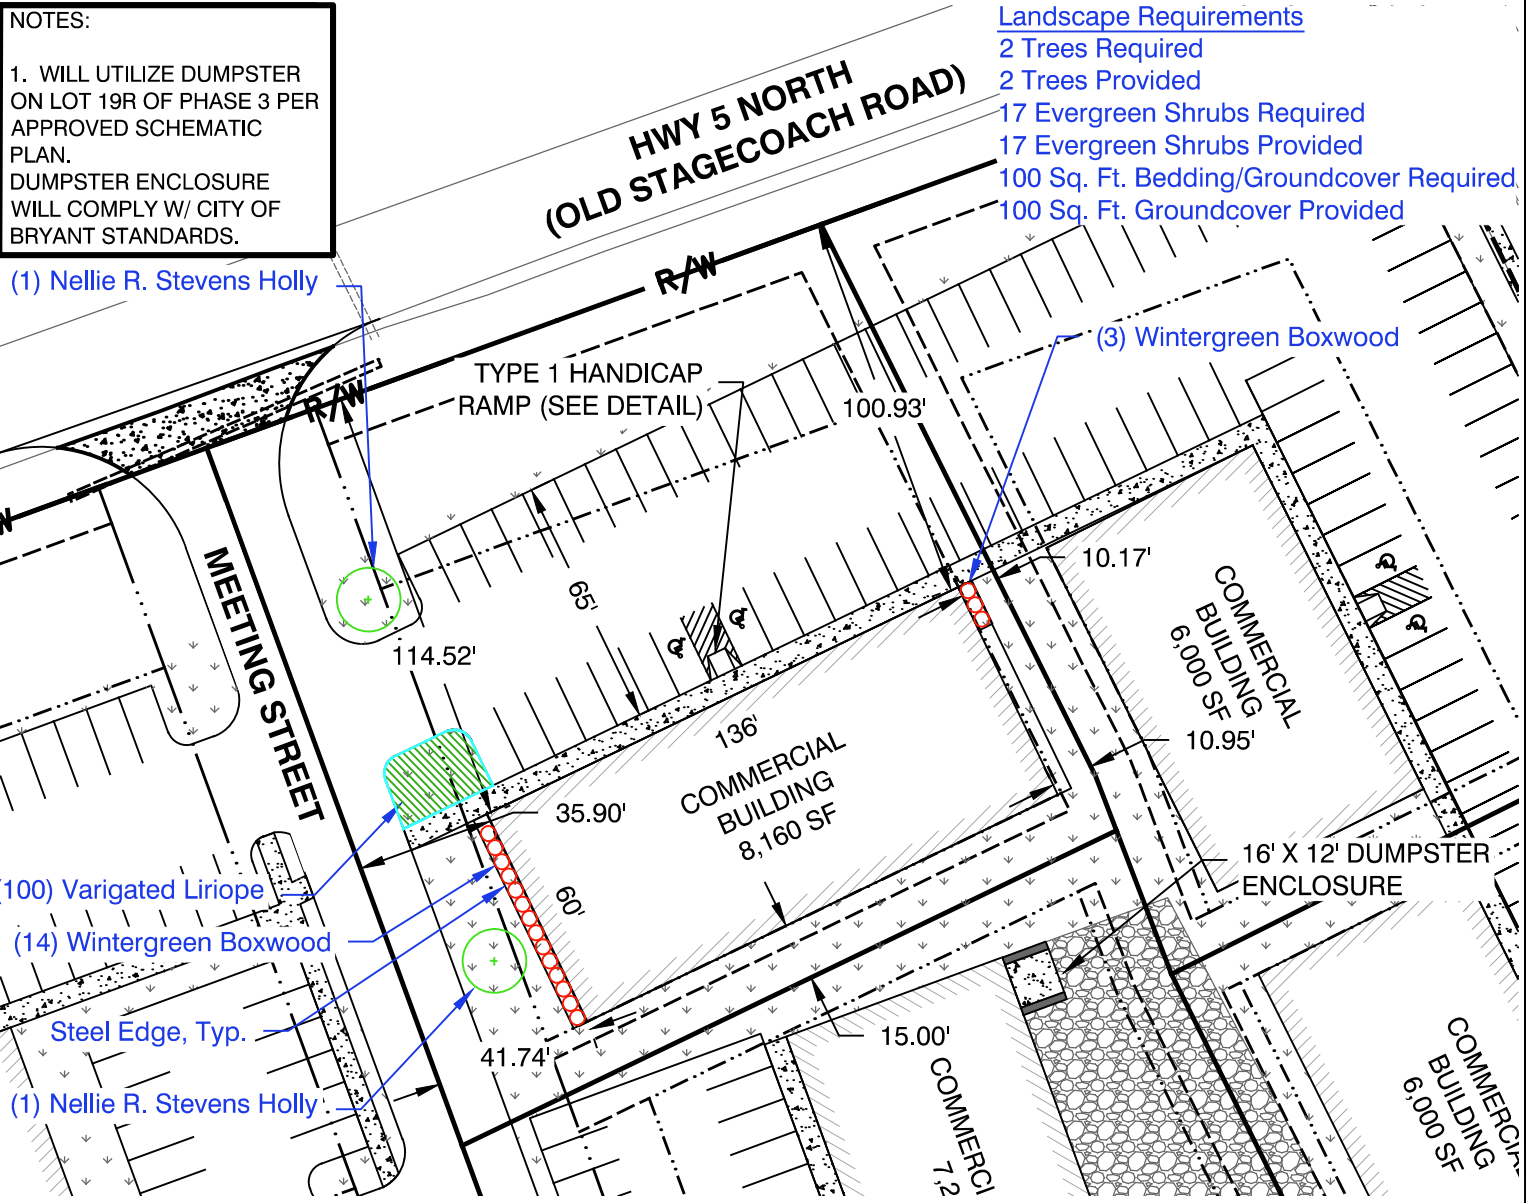 NOTES:
1. WILL UTILIZE DUMPSTER
ON LOT 19R OF PHASE 3 PER
APPROVED SCHEMATIC
PLAN.
DUMPSTER ENCLOSURE
WILL COMPLY W/ CITY OF
BRYANT STANDARDS.
Landscape Requirements
2 Trees Required
2 Trees Provided
17 Evergreen Shrubs Required
17 Evergreen Shrubs Provided
100 Sq. Ft. Bedding/Groundcover Required
100 Sq. Ft. Groundcover Provided
HWY 5 NORTH
(OLD STAGECOACH ROAD)
R/W
(1) Nellie R. Stevens Holly
(3) Wintergreen Boxwood
TYPE 1 HANDICAP
RAMP (SEE DETAIL)
R/W
100.93'
W
MEETING STREET
65'
10.17'
114.52'
COMMERCIAL
BUILDING
6,000 SF
136'
COMMERCIAL
BUILDING
8,160 SF
10.95'
35.90'
60'
16' X 12' DUMPSTER
ENCLOSURE
(100) Varigated Liriope
(14) Wintergreen Boxwood
Steel Edge, Typ.
41.74'
15.00'
(1) Nellie R. Stevens Holly
COMMERCI
7,2
COMMERCIAL
BUILDING
6,000 SF